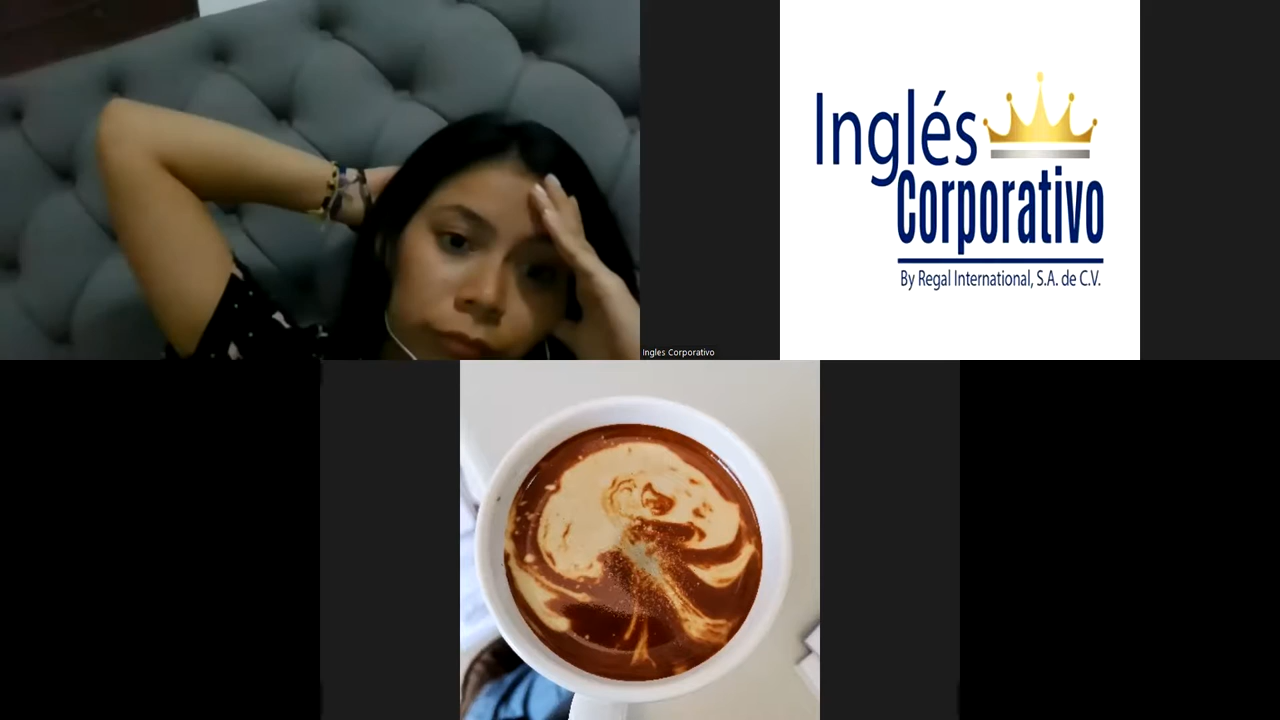 Inglés
Corporativo
By Regal International, S.A. de C.V.
Ingles Corporativo